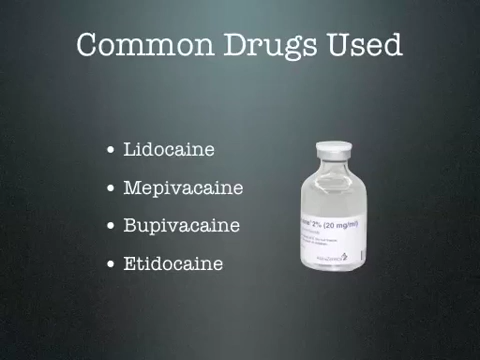 Common Drugs Used
• Lidocaine
• Mepivacaine
• Bupivacaine
• Etidocaine
2% (20 mg/ml)